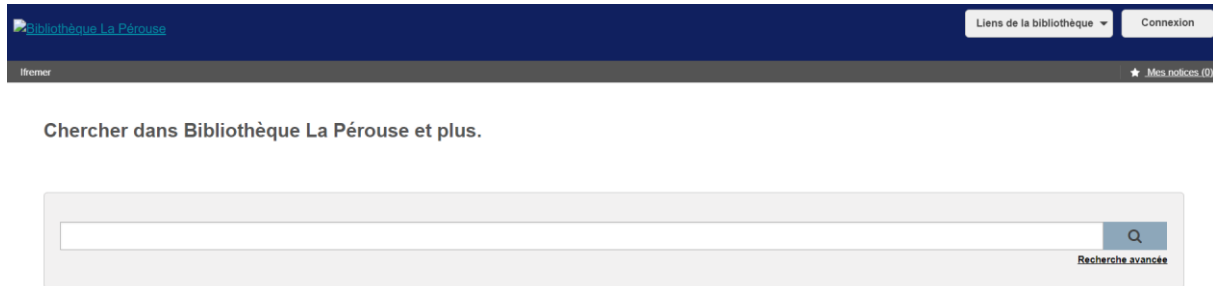 Bibliothèque La Pérouse
Liens de la bibliothèque
Connexion
Ifremer
Mes notices (0)
Chercher dans Bibliothèque La Pérouse et plus.
Recherche avancée